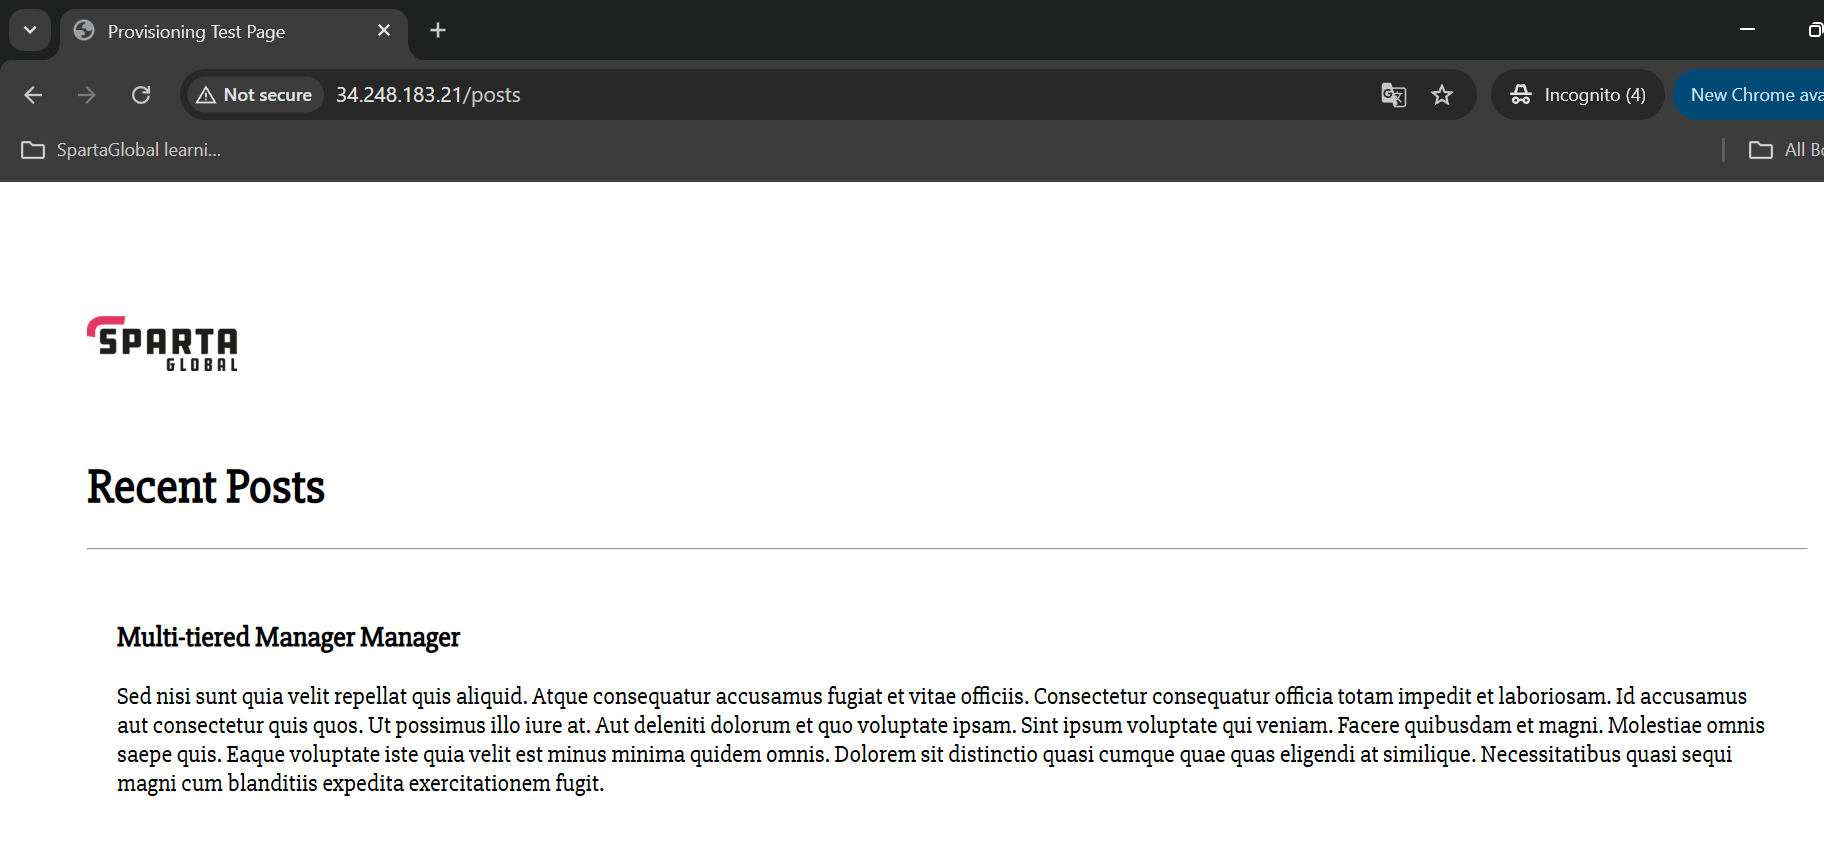 Provisioning Test Page
Not secure
34.248.183.21/posts
Incognito (4)
New Chrome ava
SpartaGlobal learni...
All Bo
SPARTA
GLOBAL
Recent Posts
Multi-tiered Manager Manager
Sed nisi sunt quia velit repellat quis aliquid. Atque consequatur accusamus fugiat et vitae officiis. Consectetur consequatur officia totam impedit et laboriosam. Id accusamus
aut consectetur quis quos. Ut possimus illo iure at. Aut deleniti dolorum et quo voluptate ipsam. Sint ipsum voluptate qui veniam. Facere quibusdam et magni. Molestiae omnis
saepe quis. Eaque voluptate iste quia velit est minus minima quidem omnis. Dolorem sit distinctio quasi cumque quae quas eligendi at similique. Necessitatibus quasi sequi
magni cum blanditiis expedita exercitationem fugit.